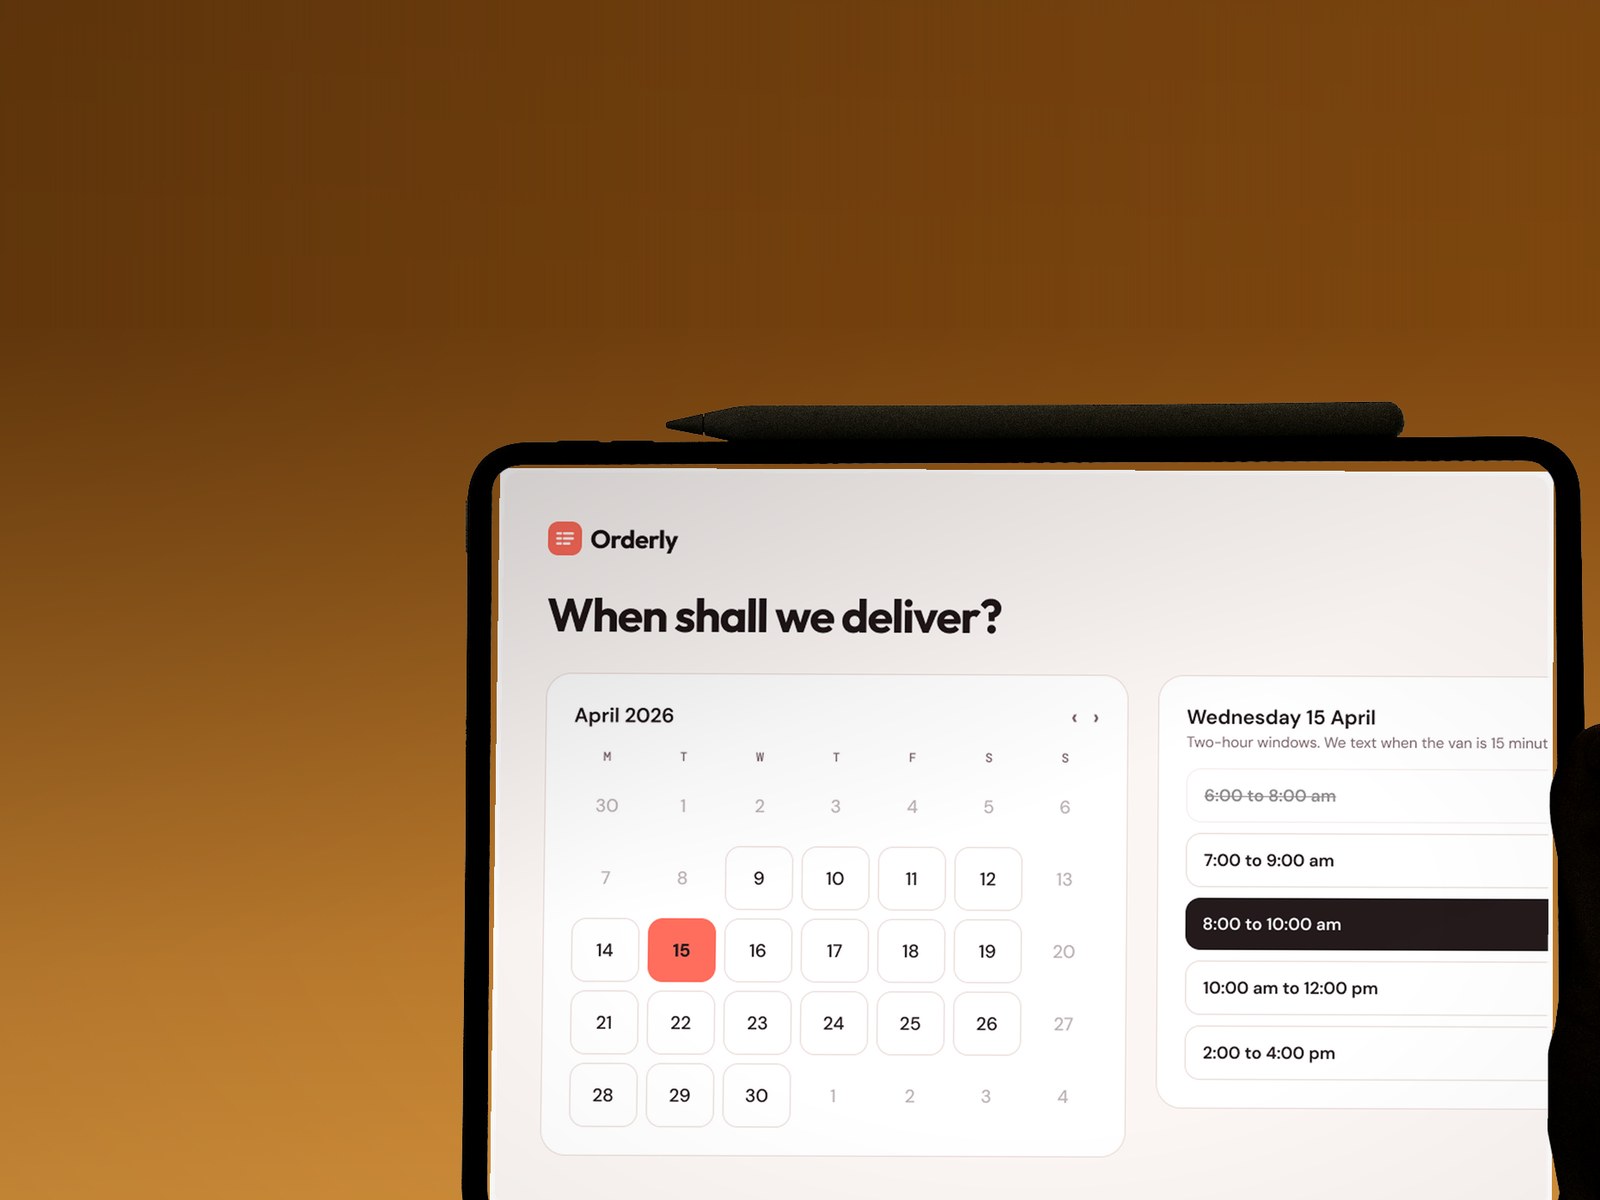 Orderly
When shall we deliver?
April 2026
‹ ›
M T W T F S S
30 1 2 3 4 5 6
7 8 9 10 11 12 13
14 15 16 17 18 19 20
21 22 23 24 25 26 27
28 29 30 1 2 3 4
Wednesday 15 April
Two-hour windows. We text when the van is 15 minut
6:00 to 8:00 am
7:00 to 9:00 am
8:00 to 10:00 am
10:00 am to 12:00 pm
2:00 to 4:00 pm